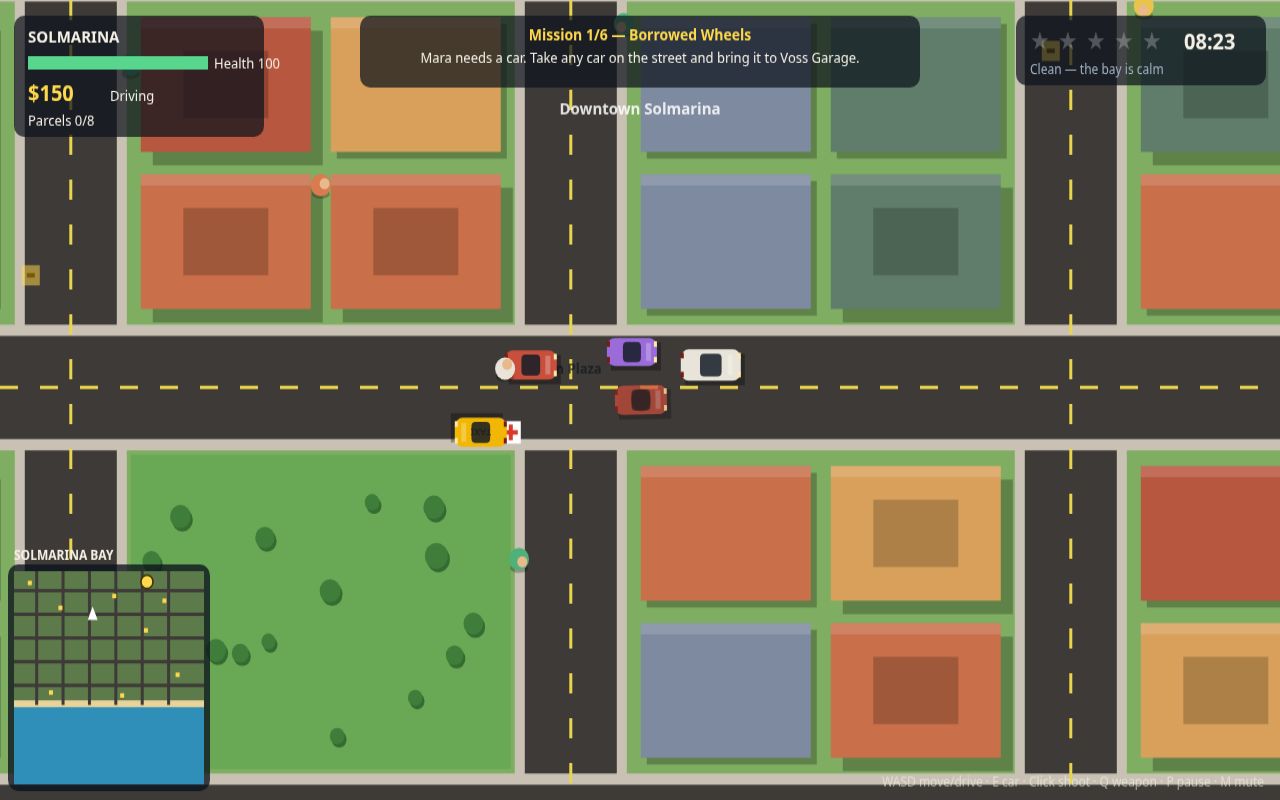 SOLMARINA
Health 100
$150
Driving
Parcels 0/8
Mission 1/6 — Borrowed Wheels
Mara needs a car. Take any car on the street and bring it to Voss Garage.
08:23
Clean — the bay is calm
Downtown Solmarina
Plaza
TAXI
SOLMARINA BAY
WASD move/drive · E car · Click shoot · Q weapon · P pause · M mute